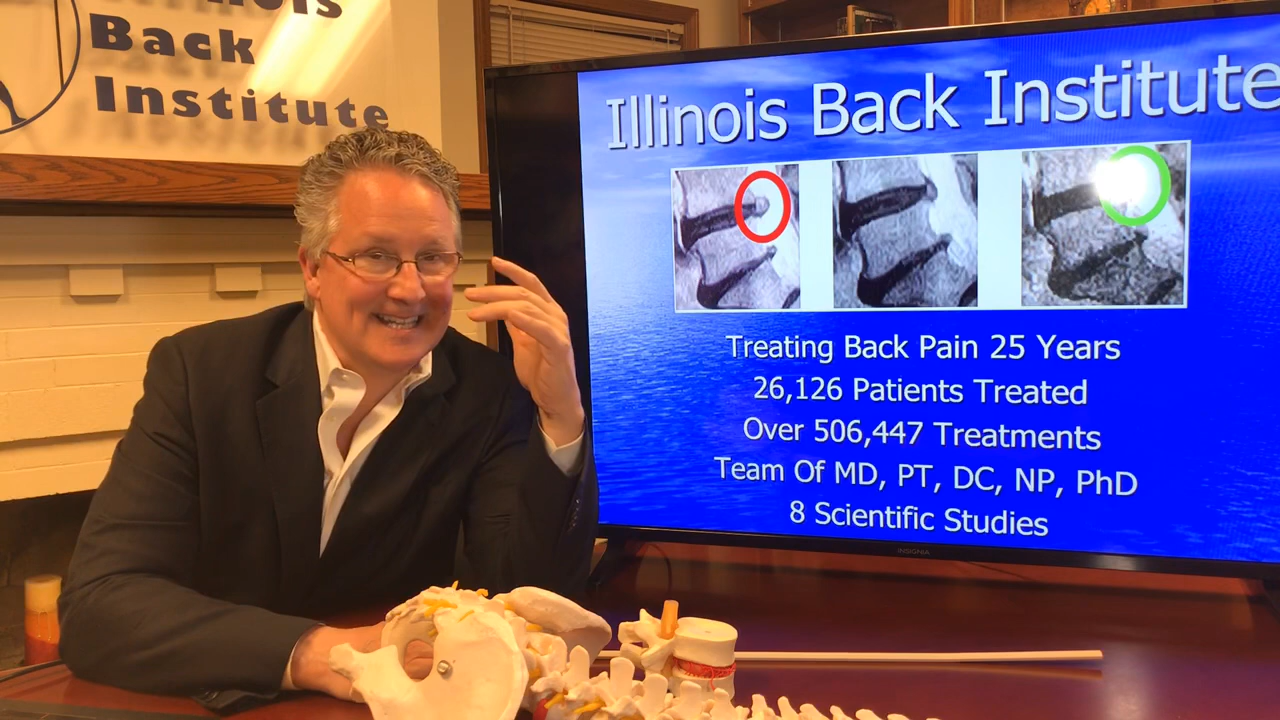 Back
Institute
Illinois Back Institute
Treating Back Pain 25 Years
26,126 Patients Treated
Over 506,447 Treatments
Team Of MD, PT, DC, NP, PhD
8 Scientific Studies
INSIGNIA